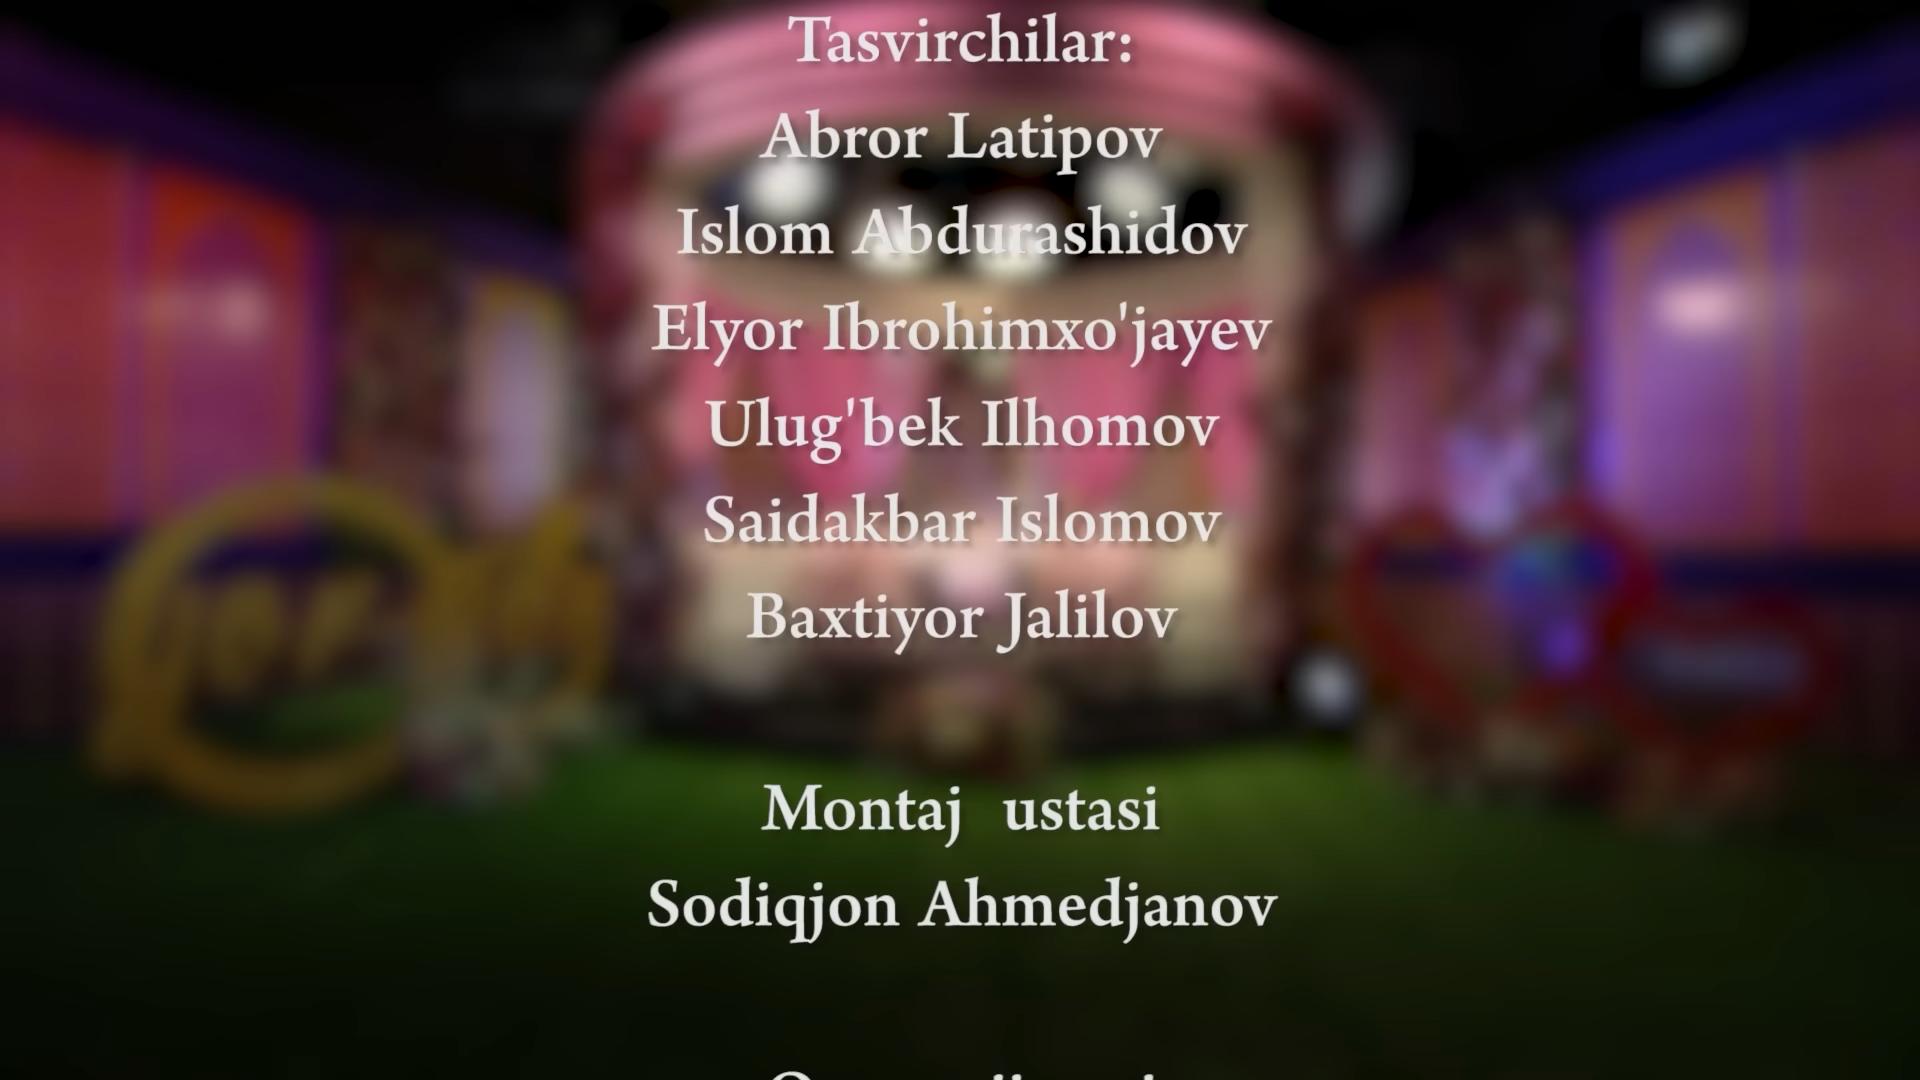 Tasvirchilar:
Abror Latipov
Islom Abdurashidov
Elyor Ibrohimxo'jayev
Ulug'bek Ilhomov
Saidakbar Islomov
Baxtiyor Jalilov
Montaj ustasi
Sodiqjon Ahmedjanov